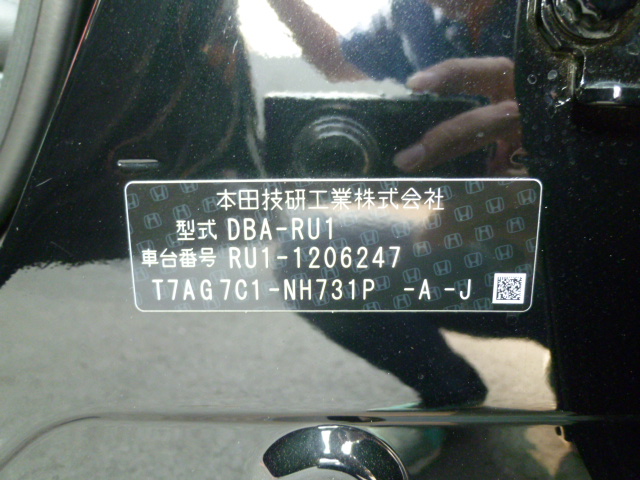 本田技研工業株式会社
型式 DBA-RU1
車台番号 RU1-1206247
T7AG7C1-NH731P -A-J